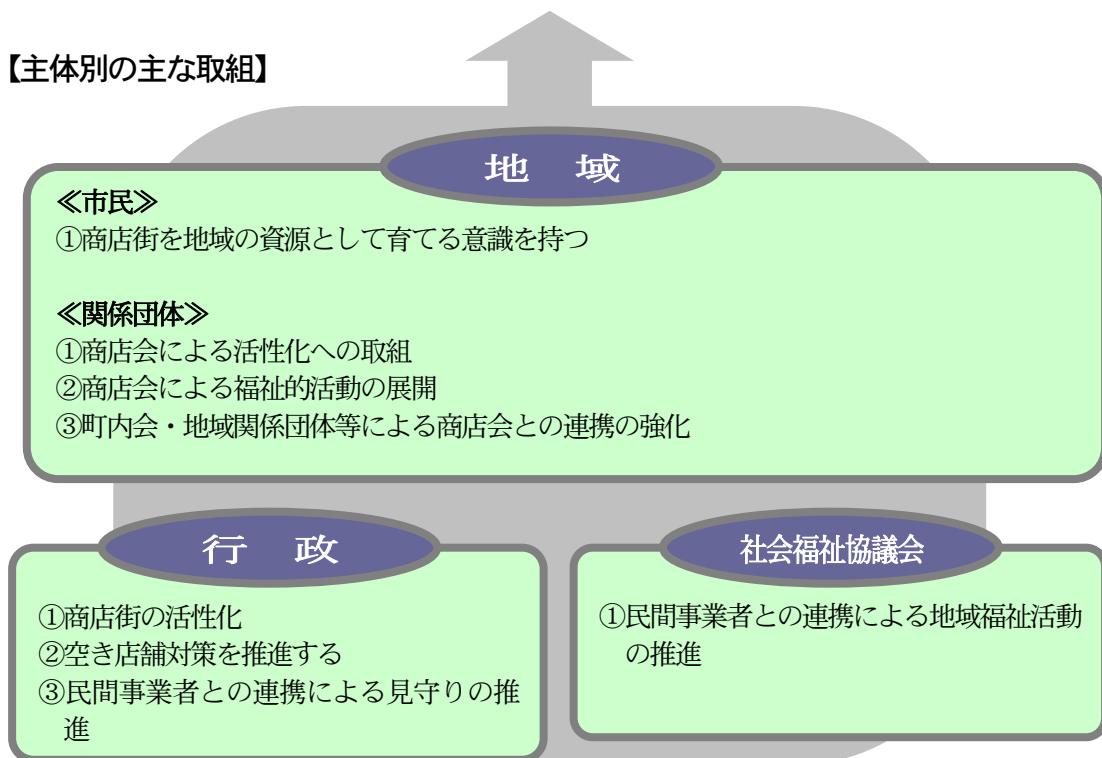 【主体別の主な取組】
地　域
≪市民≫
①商店街を地域の資源として育てる意識を持つ
≪関係団体≫
①商店会による活性化への取組
②商店会による福祉的活動の展開
③町内会・地域関係団体等による商店会との連携の強化
行　政
①商店街の活性化
②空き店舗対策を推進する
③民間事業者との連携による見守りの推
進
社会福祉協議会
①民間事業者との連携による地域福祉活動
の推進